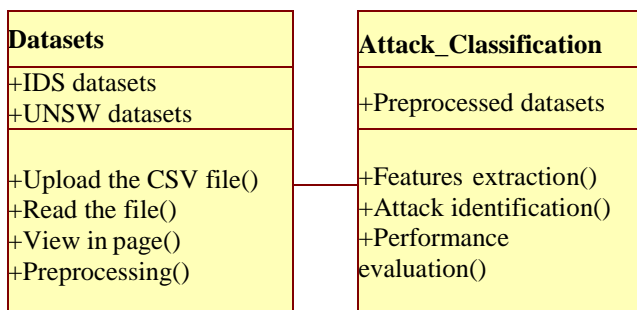 Datasets
+IDS datasets
+UNSW datasets
+Upload the CSV file()
+Read the file()
+View in page()
+Preprocessing()
Attack_Classification
+Preprocessed datasets
+Features extraction()
+Attack identification()
+Performance
evaluation()